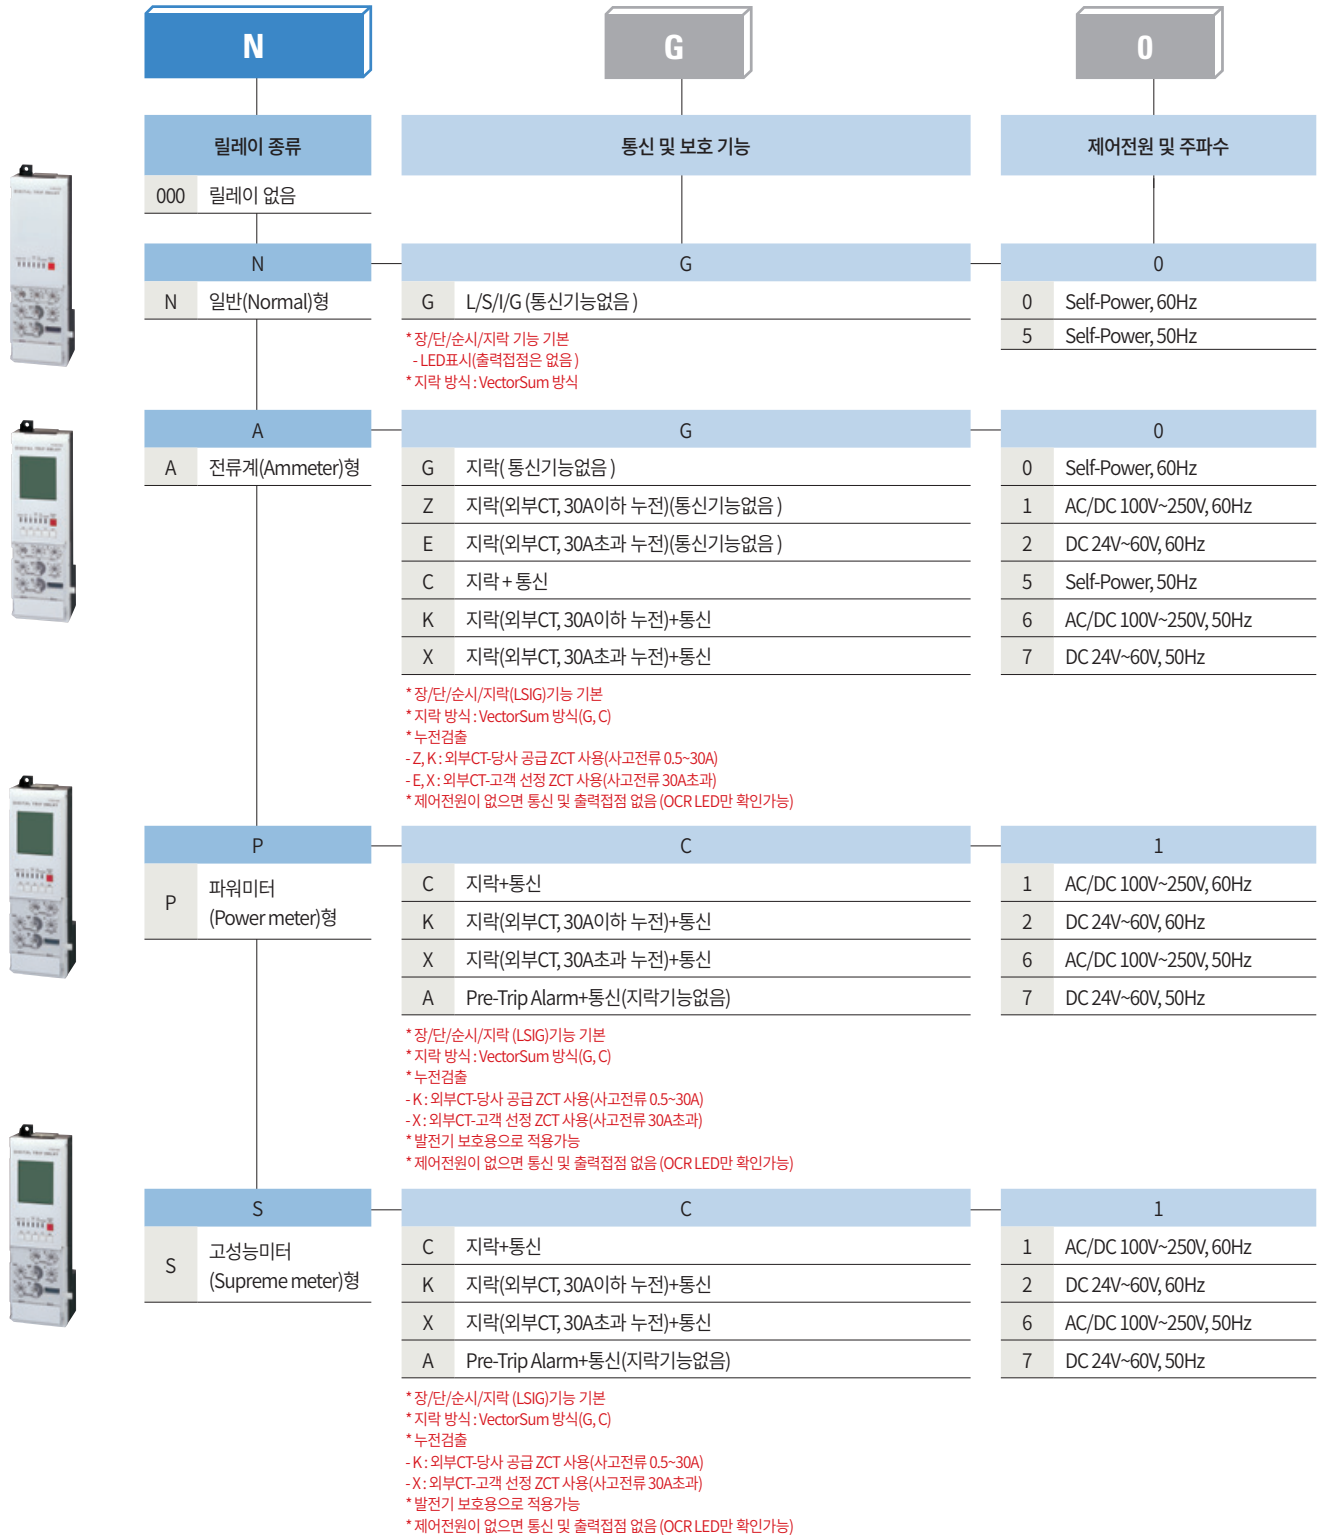 N
G
0
릴레이 종류
통신 및 보호 기능
제어전원 및 주파수
000 릴레이 없음
N
G
0
N 일반(Normal)형
G L/S/I/G (통신기능없음 )
0 Self-Power, 60Hz
5 Self-Power, 50Hz
* 장/단/순시/지락 기능 기본
- LED표시(출력접점은 없음 )
* 지락 방식 : VectorSum 방식
A
G
0
A 전류계(Ammeter)형
G 지락( 통신기능없음 )
0 Self-Power, 60Hz
Z 지락(외부CT, 30A이하 누전)(통신기능없음 )
1 AC/DC 100V~250V, 60Hz
E 지락(외부CT, 30A초과 누전)(통신기능없음 )
2 DC 24V~60V, 60Hz
C 지락 + 통신
5 Self-Power, 50Hz
K 지락(외부CT, 30A이하 누전)+통신
6 AC/DC 100V~250V, 50Hz
X 지락(외부CT, 30A초과 누전)+통신
7 DC 24V~60V, 50Hz
* 장/단/순시/지락(LSIG)기능 기본
* 지락 방식 : VectorSum 방식(G, C)
* 누전검출
- Z, K : 외부CT-당사 공급 ZCT 사용(사고전류 0.5~30A)
- E, X : 외부CT-고객 선정 ZCT 사용(사고전류 30A초과)
* 제어전원이 없으면 통신 및 출력접점 없음 (OCR LED만 확인가능)
P
C
1
P 파워미터
(Power meter)형
C 지락+통신
1 AC/DC 100V~250V, 60Hz
K 지락(외부CT, 30A이하 누전)+통신
2 DC 24V~60V, 60Hz
X 지락(외부CT, 30A초과 누전)+통신
6 AC/DC 100V~250V, 50Hz
A Pre-Trip Alarm+통신(지락기능없음)
7 DC 24V~60V, 50Hz
* 장/단/순시/지락 (LSIG)기능 기본
* 지락 방식 : VectorSum 방식(G, C)
* 누전검출
- K : 외부CT-당사 공급 ZCT 사용(사고전류 0.5~30A)
- X : 외부CT-고객 선정 ZCT 사용(사고전류 30A초과)
* 발전기 보호용으로 적용가능
* 제어전원이 없으면 통신 및 출력접점 없음 (OCR LED만 확인가능)
S
C
1
S 고성능미터
(Supreme meter)형
C 지락+통신
1 AC/DC 100V~250V, 60Hz
K 지락(외부CT, 30A이하 누전)+통신
2 DC 24V~60V, 60Hz
X 지락(외부CT, 30A초과 누전)+통신
6 AC/DC 100V~250V, 50Hz
A Pre-Trip Alarm+통신(지락기능없음)
7 DC 24V~60V, 50Hz
* 장/단/순시/지락 (LSIG)기능 기본
* 지락 방식 : VectorSum 방식(G, C)
* 누전검출
- K : 외부CT-당사 공급 ZCT 사용(사고전류 0.5~30A)
- X : 외부CT-고객 선정 ZCT 사용(사고전류 30A초과)
* 발전기 보호용으로 적용가능
* 제어전원이 없으면 통신 및 출력접점 없음 (OCR LED만 확인가능)